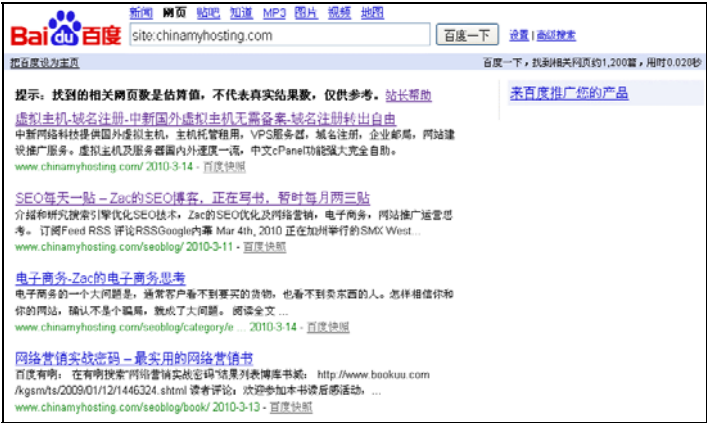 新闻 网页 贴吧 知道 MP3 图片 视频 地图
Bai du 百度 site:chinamyhosting.com 百度一下 设置 | 高级搜索
把百度设为主页 百度一下，找到相关网页约1,200篇，用时0.028秒
提示：找到的相关网页数是估算值，不代表真实结果数，仅供参考。站长帮助 来百度推广您的产品
虚拟主机-域名注册-中新国外虚拟主机无需备案-域名注册转出自由
中新网络科技提供国外虚拟主机，主机托管租用，VPS服务器，域名注册，企业邮局，网站建
设推广服务。虚拟主机及服务器国内外速度一流，中文cPanel功能强大完全自助。
www.chinamyhosting.com/ 2010-3-14 - 百度快照
SEO每天一贴 – Zac的SEO博客，正在写书，暂时每月两三贴
介绍和研究搜索引擎优化SEO技术，Zac的SEO优化及网络营销，电子商务，网站推广运营思
考。 订阅Feed RSS 评论RSSGoogle内幕 Mar 4th, 2010 正在加州举行的SMX West...
www.chinamyhosting.com/seoblog/ 2010-3-11 - 百度快照
电子商务-Zac的电子商务思考
电子商务的一个大问题是，通常客户看不到要买的货物，也看不到卖东西的人。怎样相信你和
你的网站，确认不是个骗局，就成了大问题。 阅读全文 ...
www.chinamyhosting.com/seoblog/category/e ... 2010-3-14 - 百度快照
网络营销实战密码 – 最实用的网络营销书
百度有啊： 在有啊搜索“网络营销实战密码”结果列表博库书城： http://www.bookuu.com
/kgsm/ts/2009/01/12/1446324.shtml 读者评论：欢迎参加本书读后感活动，...
www.chinamyhosting.com/seoblog/book/ 2010-3-13 - 百度快照